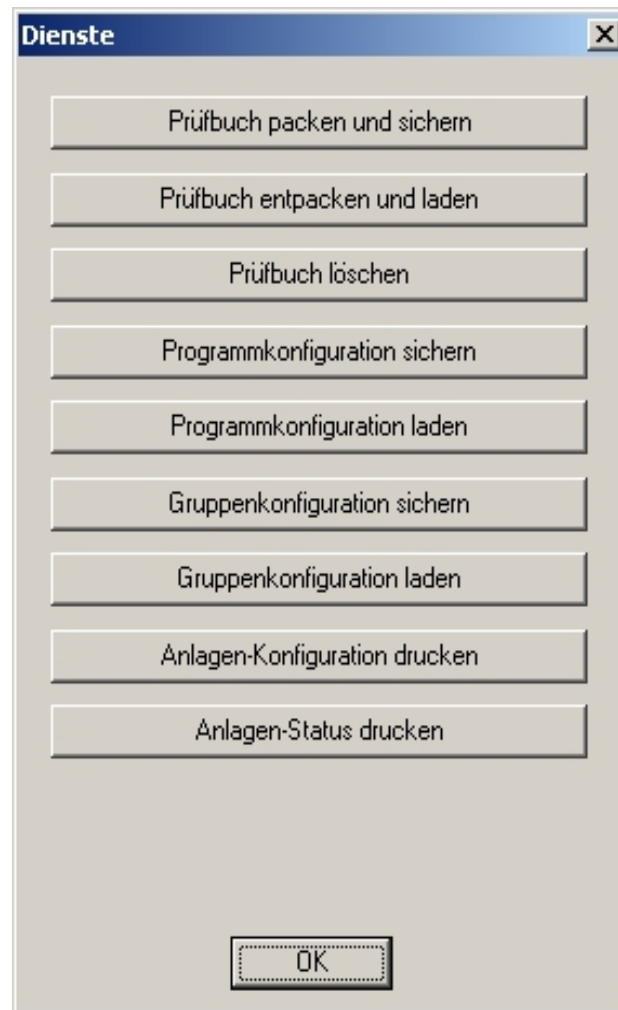 Dienste
Prüfbuch packen und sichern
Prüfbuch entpacken und laden
Prüfbuch löschen
Programmkonfiguration sichern
Programmkonfiguration laden
Gruppenkonfiguration sichern
Gruppenkonfiguration laden
Anlagen-Konfiguration drucken
Anlagen-Status drucken
OK